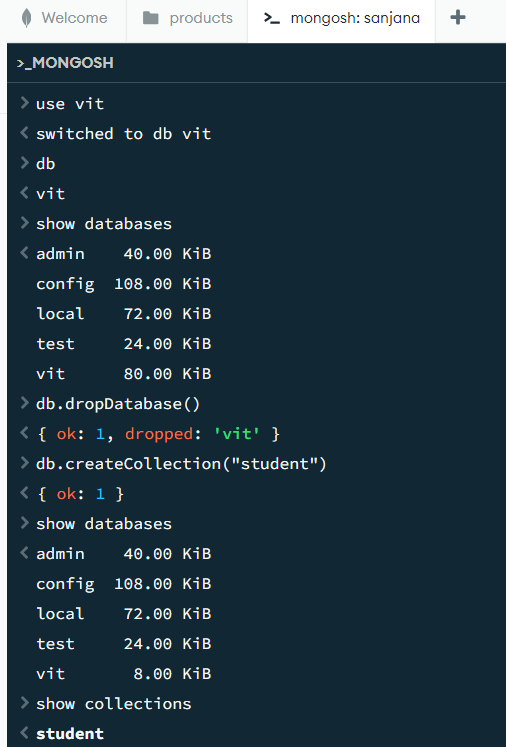 Welcome products >_ mongosh: sanjana +
>_MONGOSH
> use vit
< switched to db vit
> db
< vit
> show databases
< admin 40.00 KiB
config 108.00 KiB
local 72.00 KiB
test 24.00 KiB
vit 80.00 KiB
> db.dropDatabase()
< { ok: 1, dropped: 'vit' }
> db.createCollection("student")
< { ok: 1 }
> show databases
< admin 40.00 KiB
config 108.00 KiB
local 72.00 KiB
test 24.00 KiB
vit 8.00 KiB
> show collections
< student